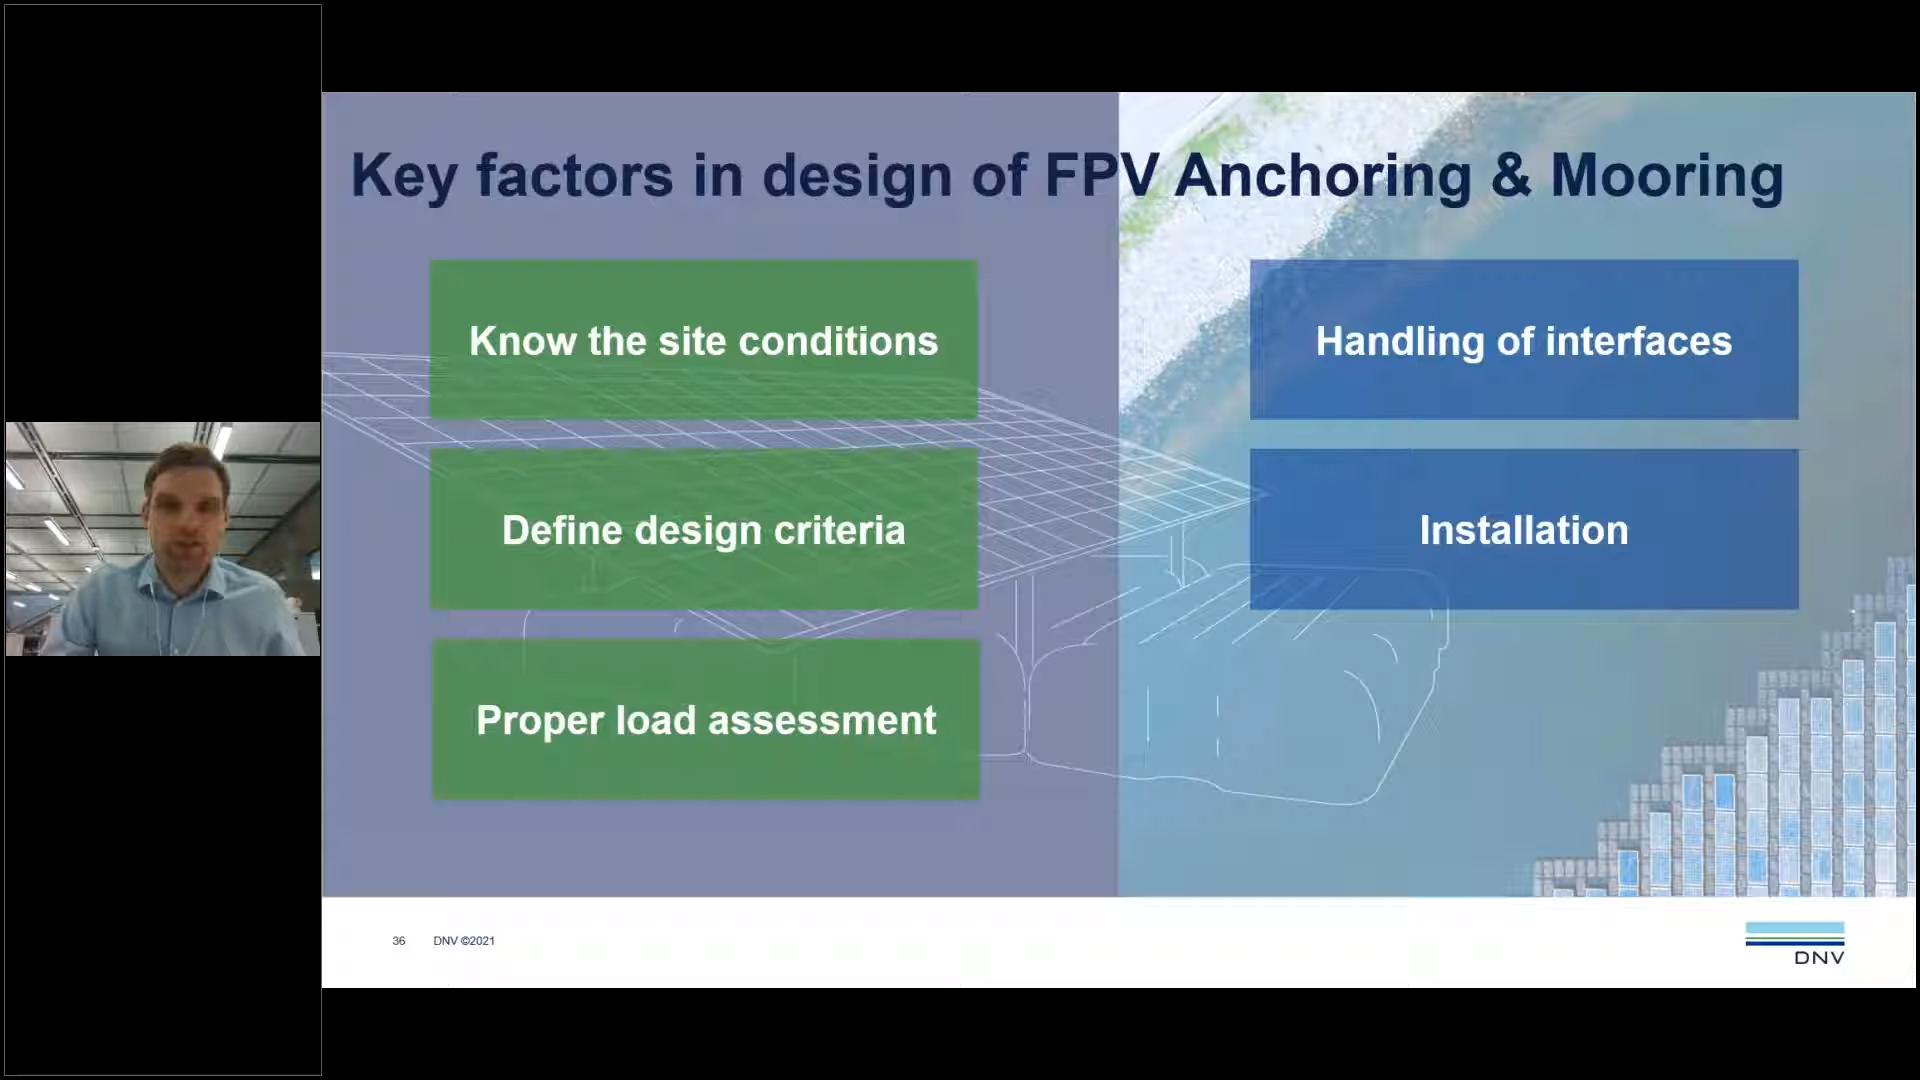 Key factors in design of FPV Anchoring & Mooring
Know the site conditions
Define design criteria
Proper load assessment
Handling of interfaces
Installation
36 DNV ©2021
DNV